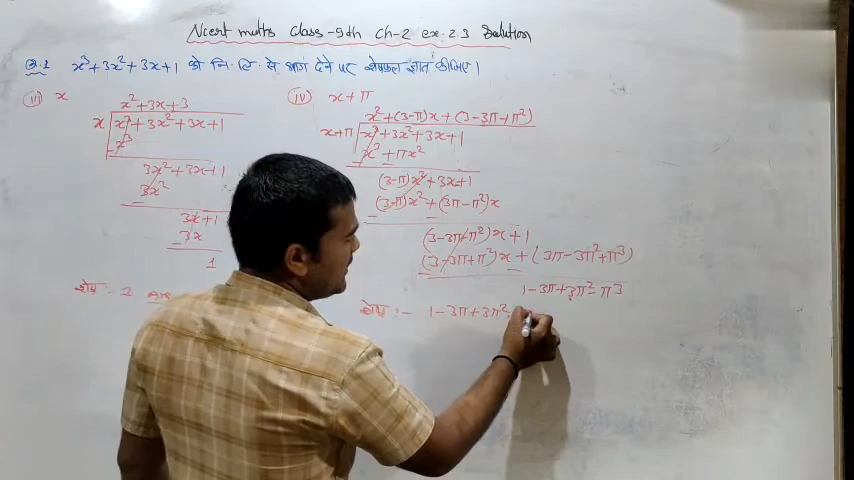 Ncert maths Class-9th Ch-2 ex 2.3 Solution
Q.1 x³+3x²+3x+1 को नि. लि. से भाग देने पर शेषफल ज्ञात कीजिए।
(iii) x
x²+3x+3
x x³+3x²+3x+1
-x³
3x²+3x+1
-3x²
3x+1
-3x
1
शेष:- 1
(iv) x+π
x²+(3-π)x+(3-3π+π²)
x+π x³+3x²+3x+1
-x³+πx²
(3-π)x²+3x+1
(3-π)x²+(3π-π²)x
(3-3π+π²)x+1
(3-3π+π²)x+(3π-3π²+π³)
1-3π+3π²-π³
शेष:- 1-3π+3π²